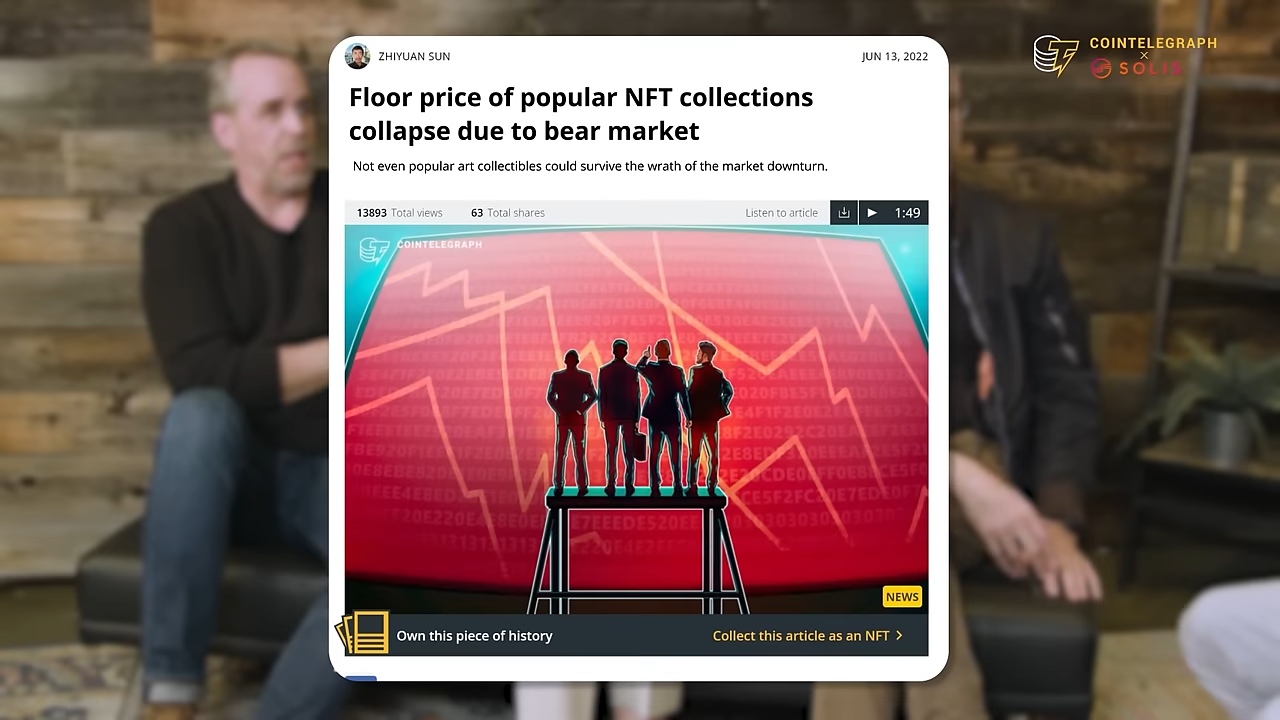 ZHIYUAN SUN
JUN 13, 2022
COINTELEGRAPH
×
SOLIS
Floor price of popular NFT collections
collapse due to bear market
Not even popular art collectibles could survive the wrath of the market downturn.
13893 Total views 63 Total shares Listen to article 1:49
COINTELEGRAPH
NEWS
Own this piece of history Collect this article as an NFT >